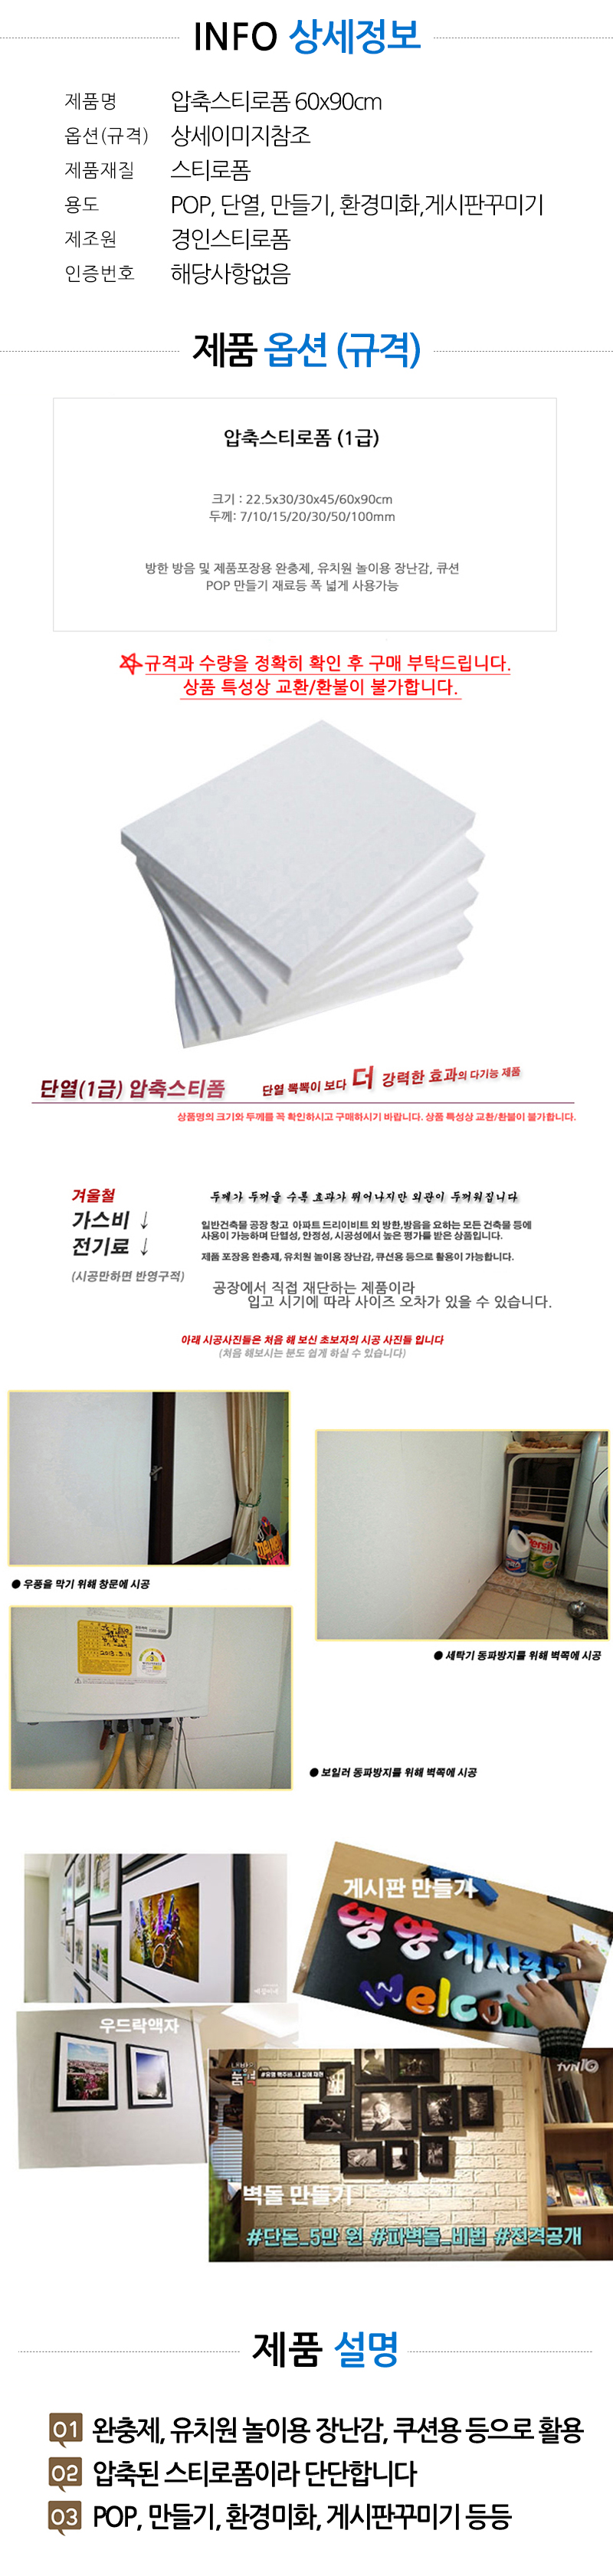 INFO 상세정보
제품명 압축스티로폼 60x90cm
옵션(규격) 상세이미지참조
제품재질 스티로폼
용도 POP, 단열, 만들기, 환경미화,게시판꾸미기
제조원 경인스티로폼
인증번호 해당사항없음
제품 옵션 (규격)
압축스티로폼 (1급)
크기 : 22.5x30/30x45/60x90cm
두께: 7/10/15/20/30/50/100mm
방한 방음 및 제품포장용 완충제, 유치원 놀이용 장난감, 큐션
POP 만들기 재료등 폭 넓게 사용가능
규격과 수량을 정확히 확인 후 구매 부탁드립니다.
상품 특성상 교환/환불이 불가합니다.
단열(1급) 압축스티폼
단열 뽁뽁이 보다 더 강력한 효과의 다기능 제품
상품명의 크기와 두께를 꼭 확인하시고 구매하시기 바랍니다. 상품 특성상 교환/환불이 불가합니다.
겨울철
가스비 ↓
전기료 ↓
(시공만하면 반영구적)
두께가 두꺼울 수록 효과가 뛰어나지만 외관이 두꺼워집니다
일반건축물 공장 창고 아파트 드리이비트 외 방한,방음을 요하는 모든 건축물 등에
사용이 가능하며 단열성, 안정성, 시공성에서 높은 평가를 받은 상품입니다.
제품 포장용 완충제, 유치원 놀이용 장난감, 큐션용 등으로 활용이 가능합니다.
공장에서 직접 재단하는 제품이라
입고 시기에 따라 사이즈 오차가 있을 수 있습니다.
아래 시공사진들은 처음 해 보신 초보자의 시공 사진들 입니다
(처음 해보시는 분도 쉽게 하실 수 있습니다)
● 우풍을 막기 위해 창문에 시공
● 세탁기 동파방지를 위해 벽쪽에 시공
● 보일러 동파방지를 위해 벽쪽에 시공
게시판 만들기
영양게시판
Welcom
우드락액자
tvN10
벽돌 만들기
#단돈_5만 원 #파벽돌_비법 #전격공개
제품 설명
01 완충제, 유치원 놀이용 장난감, 쿠션용 등으로 활용
02 압축된 스티로폼이라 단단합니다
03 POP, 만들기, 환경미화, 게시판꾸미기 등등